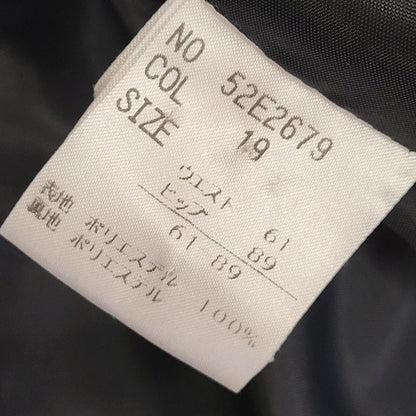 NO 52E2679
COL 19
SIZE
ウエスト 61
ヒップ 89
61 89
表地 ポリエステル
裏地 ポリエステル 100%